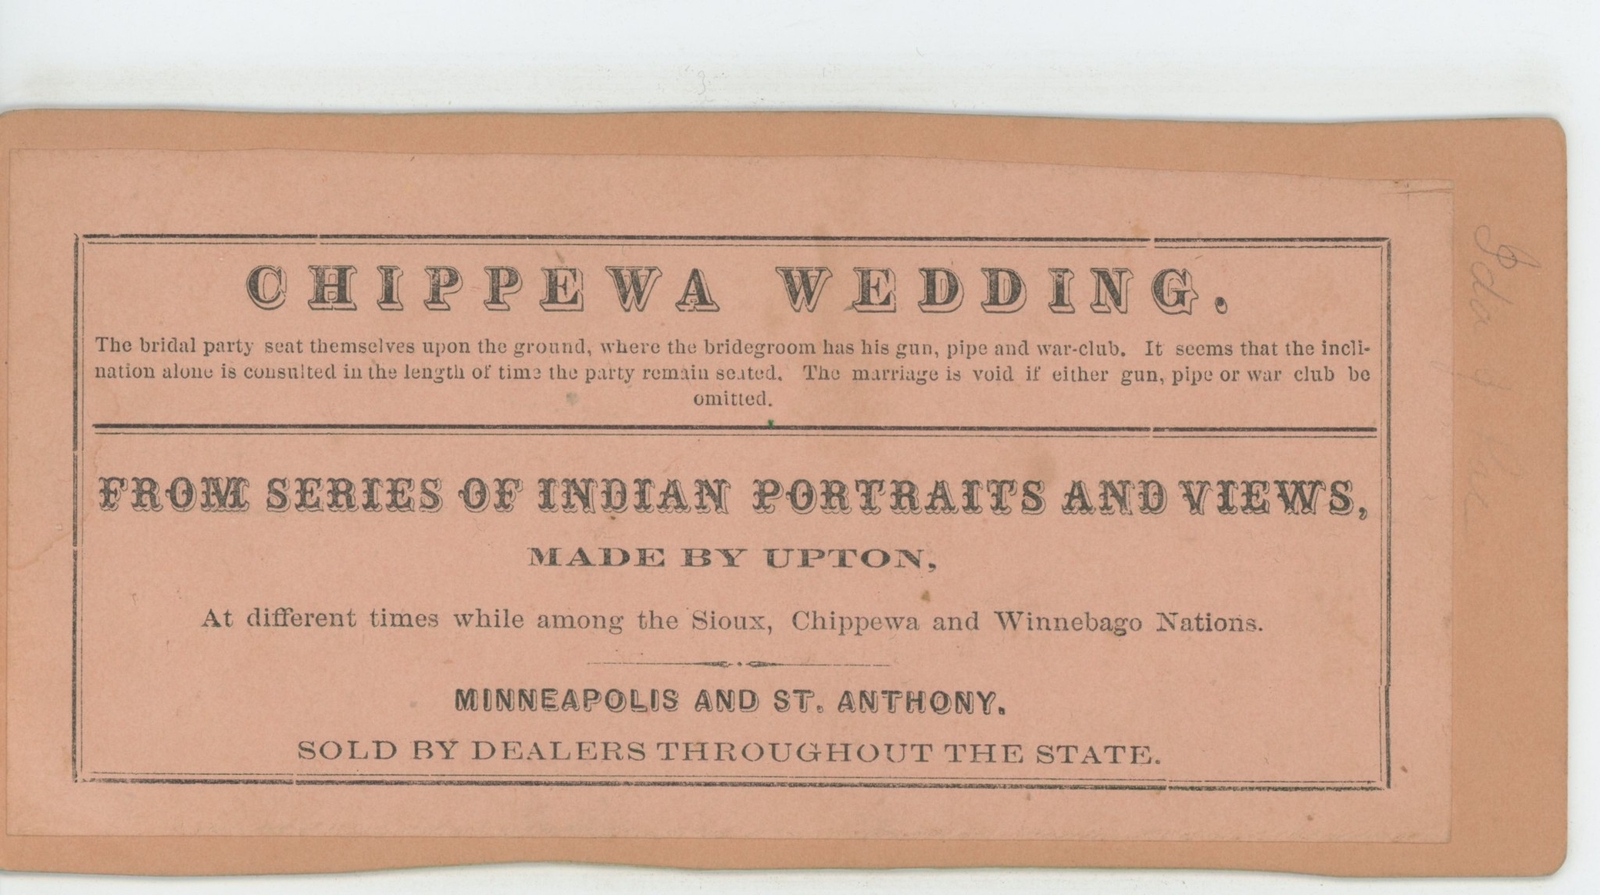 CHIPPEWA WEDDING.
The bridal party seat themselves upon the ground, where the bridegroom has his gun, pipe and war-club. It seems that the incli-
nation alone is consulted in the length of time the party remain seated. The marriage is void if either gun, pipe or war club be
omitted.
FROM SERIES OF INDIAN PORTRAITS AND VIEWS,
MADE BY UPTON,
At different times while among the Sioux, Chippewa and Winnebago Nations.
MINNEAPOLIS AND ST. ANTHONY.
SOLD BY DEALERS THROUGHOUT THE STATE.